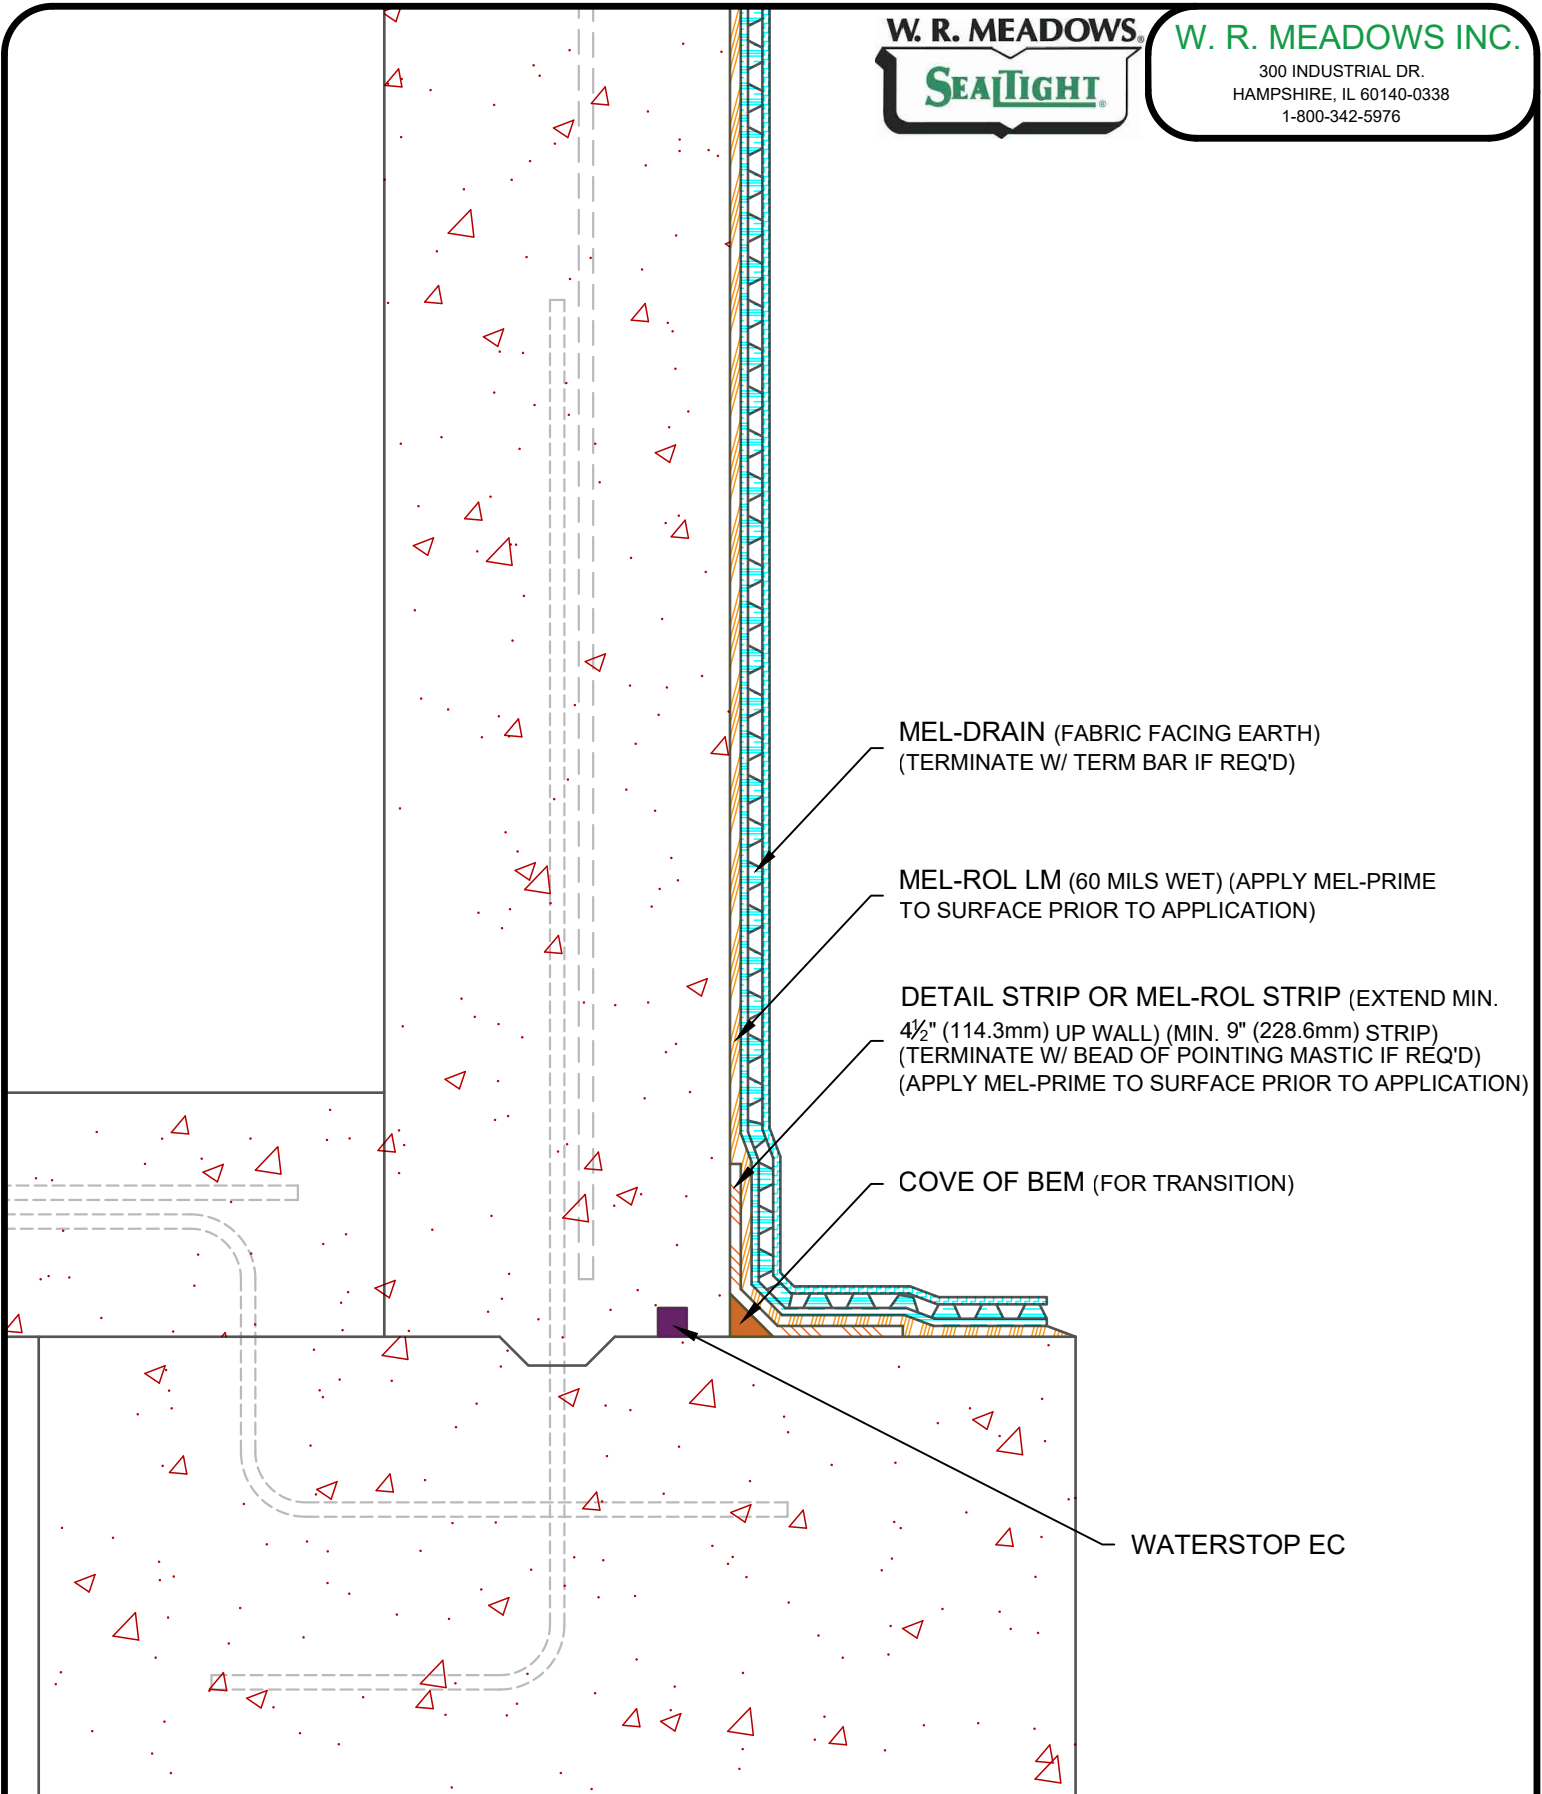 W. R. MEADOWS®
SEALTIGHT®
W. R. MEADOWS INC.
300 INDUSTRIAL DR.
HAMPSHIRE, IL 60140-0338
1-800-342-5976
MEL-DRAIN (FABRIC FACING EARTH)
(TERMINATE W/ TERM BAR IF REQ'D)
MEL-ROL LM (60 MILS WET) (APPLY MEL-PRIME
TO SURFACE PRIOR TO APPLICATION)
DETAIL STRIP OR MEL-ROL STRIP (EXTEND MIN.
4½" (114.3mm) UP WALL) (MIN. 9" (228.6mm) STRIP)
(TERMINATE W/ BEAD OF POINTING MASTIC IF REQ'D)
(APPLY MEL-PRIME TO SURFACE PRIOR TO APPLICATION)
COVE OF BEM (FOR TRANSITION)
WATERSTOP EC